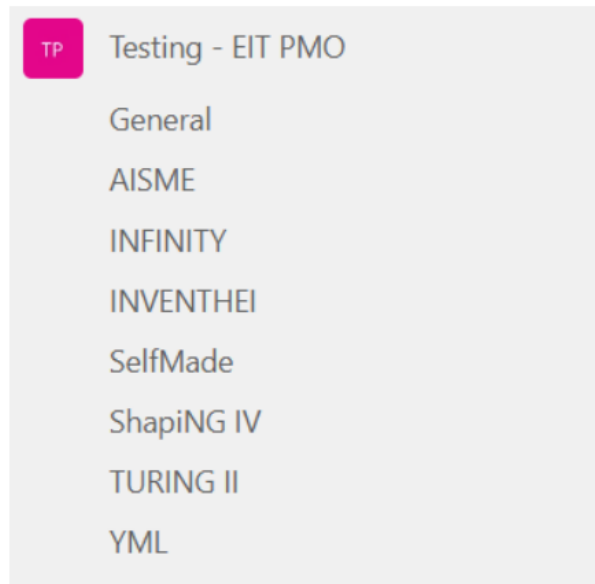 TP Testing - EIT PMO
General
AISME
INFINITY
INVENTHEI
SelfMade
ShapiNG IV
TURING II
YML